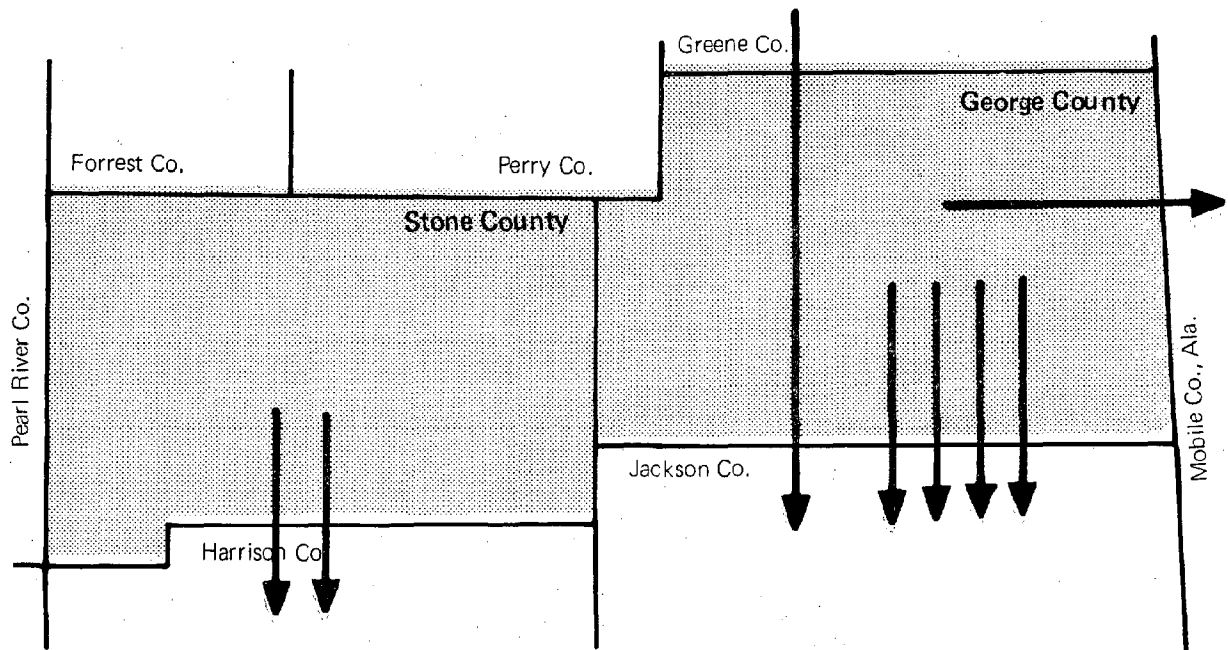 Greene Co.
George County
Forrest Co.
Perry Co.
Stone County
Pearl River Co.
Mobile Co., Ala.
Jackson Co.
Harrison Co